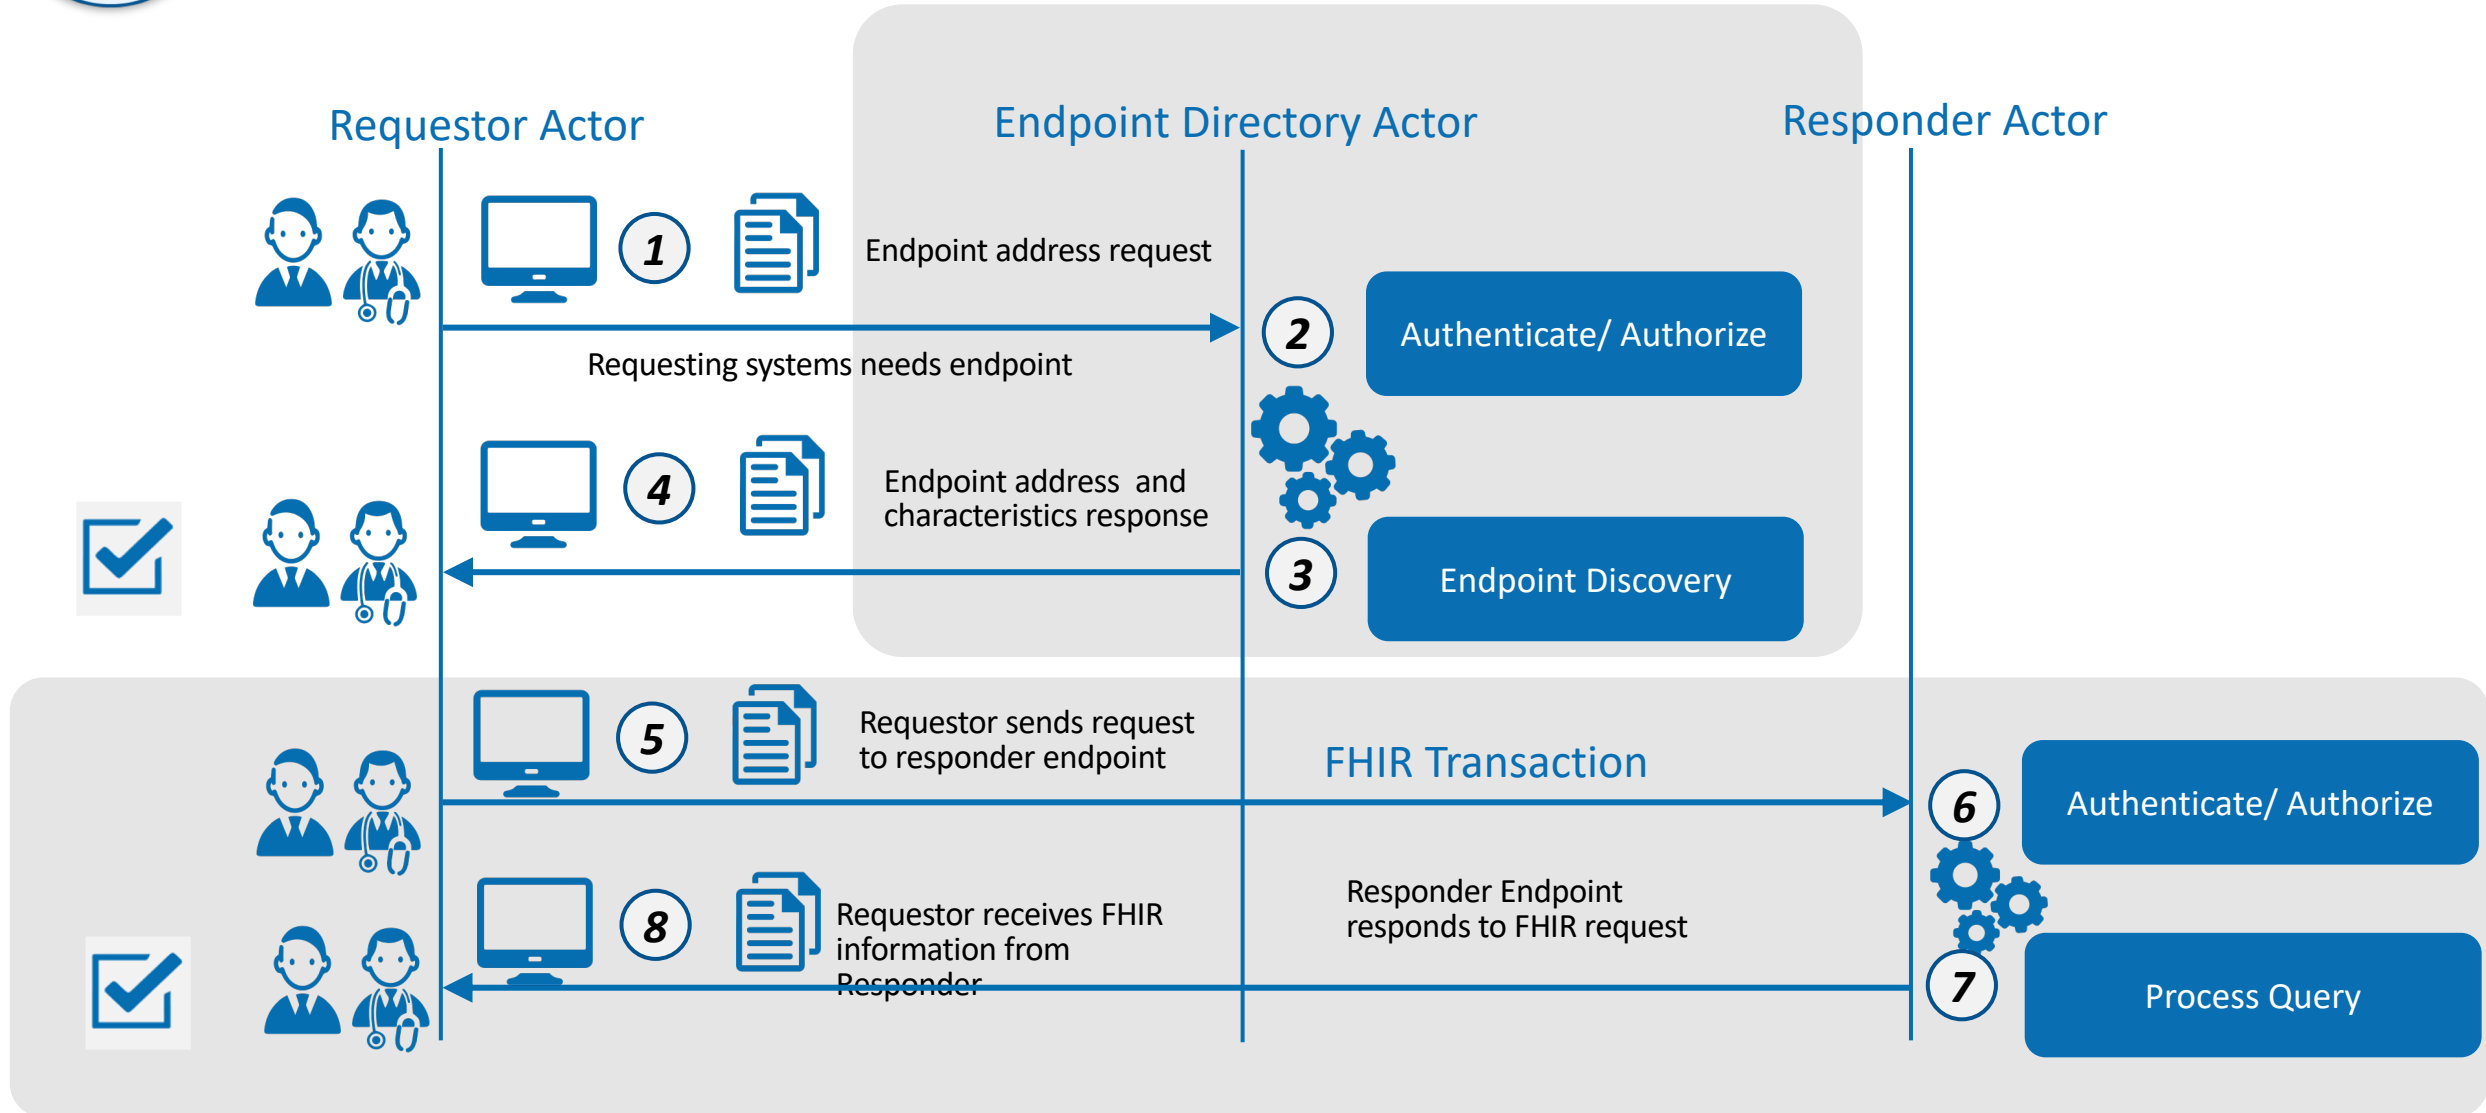 Requestor Actor
Endpoint Directory Actor
Responder Actor
1
Endpoint address request
2
Authenticate/ Authorize
Requesting systems needs endpoint
4
Endpoint address  and
characteristics response
3
Endpoint Discovery
5
Requestor sends request
to responder endpoint
FHIR Transaction
6
Authenticate/ Authorize
8
Requestor receives FHIR
information from
Responder
Responder Endpoint
responds to FHIR request
7
Process Query